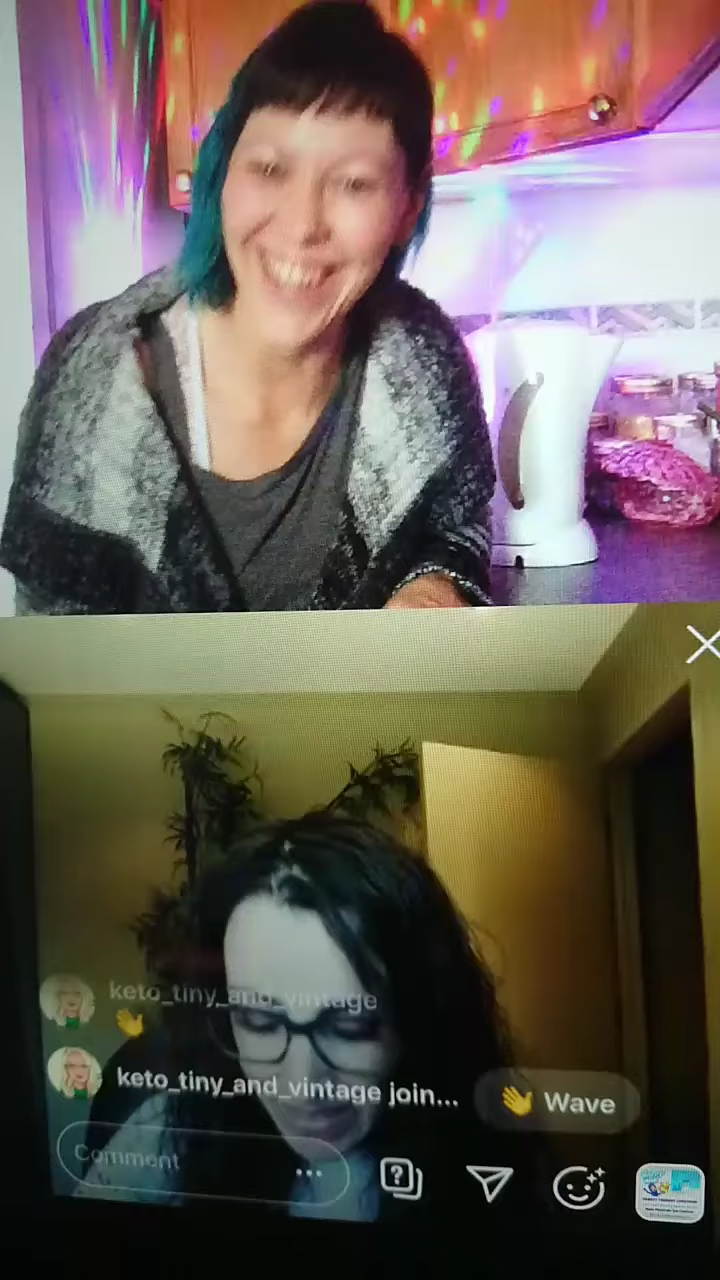 keto_tiny_and_vintage
👋
keto_tiny_and_vintage join...
👋 Wave
Comment
?